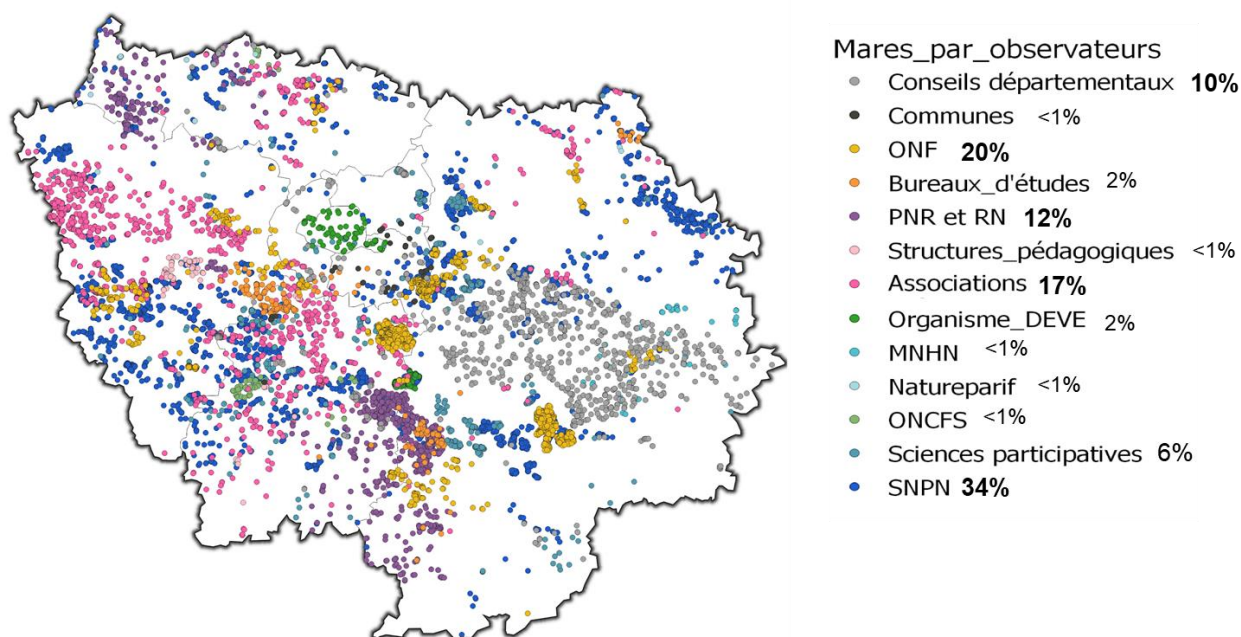 Mares_par_observateurs
Conseils départementaux 10%
Communes <1%
ONF 20%
Bureaux_d'études 2%
PNR et RN 12%
Structures_pédagogiques <1%
Associations 17%
Organisme_DEVE 2%
MNHN <1%
Natureparif <1%
ONCFS <1%
Sciences participatives 6%
SNPN 34%